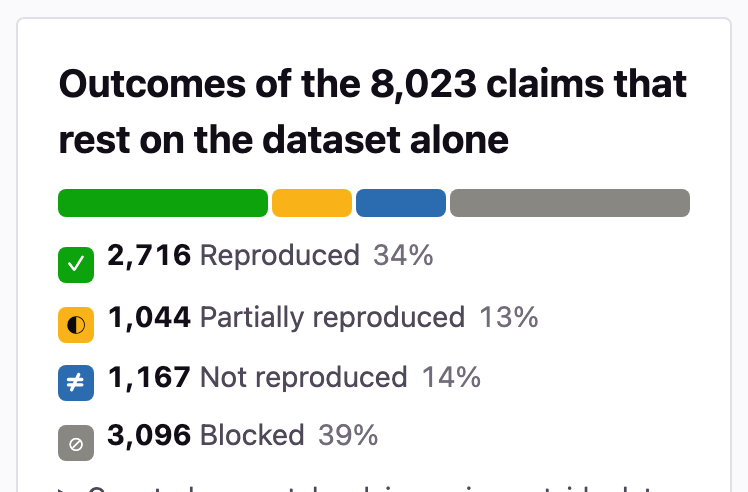 Outcomes of the 8,023 claims that
rest on the dataset alone
2,716 Reproduced 34%
1,044 Partially reproduced 13%
≠ 1,167 Not reproduced 14%
3,096 Blocked 39%